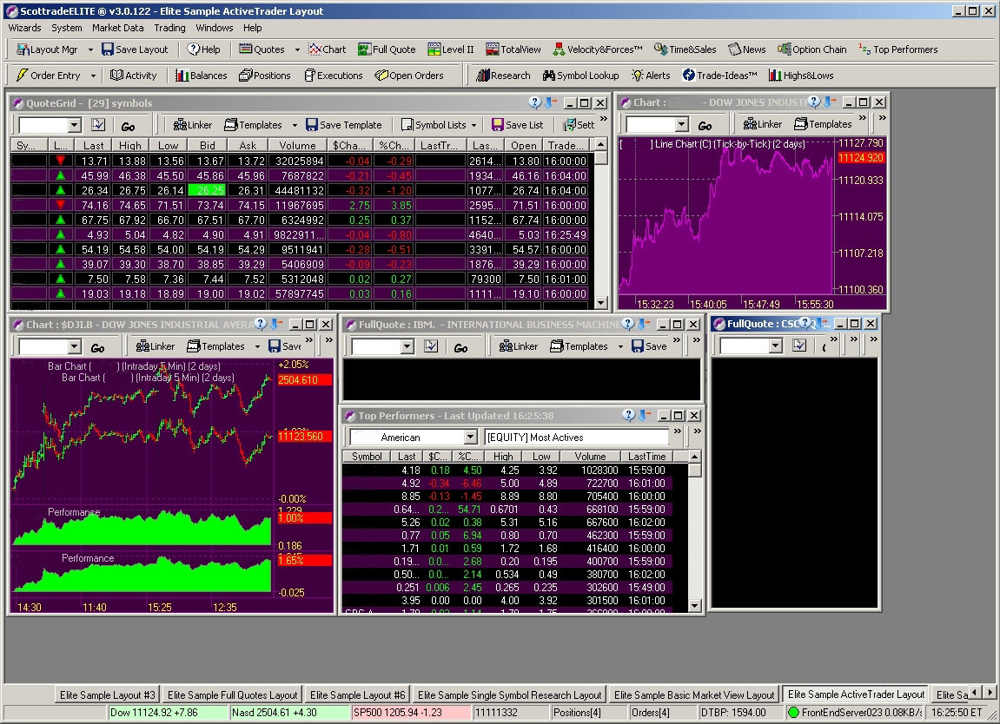 ScottradeELITE ® v3.0.122 - Elite Sample ActiveTrader Layout
Wizards System Market Data Trading Windows Help
Layout Mgr Save Layout Help Quotes Chart Full Quote Level II TotalView Velocity&Forces™ Time&Sales News Option Chain Top Performers
Order Entry Activity Balances Positions Executions Open Orders Research Symbol Lookup Alerts Trade-Ideas™ Highs&Lows
QuoteGrid - [29] symbols
Go Linker Templates Save Template Symbol Lists Save List Sett »
Sy... L... Last High Low Bid Ask Volume $Cha... %Ch... LastTr... Las... Open Trade...
13.71 13.88 13.56 13.67 13.72 32025894 -0.04 -0.29 2614... 13.80 16:00:00
45.99 46.38 45.50 45.86 45.96 7687822 -0.21 -0.45 1934... 46.16 16:04:00
26.34 26.75 26.14 26.25 26.31 44481132 -0.32 -1.20 1077... 26.74 16:04:00
74.16 74.65 71.51 73.74 74.15 11967695 2.75 3.85 2595... 71.51 16:00:00
67.75 67.92 66.70 67.51 67.70 6324992 0.25 0.37 1152... 67.74 16:00:00
4.93 5.04 4.82 4.90 4.91 9822911... -0.04 -0.80 4640... 5.03 16:25:49
54.19 54.58 54.00 54.19 54.29 9511941 -0.28 -0.51 3391... 54.57 16:00:00
39.07 39.30 38.70 38.85 39.29 5406909 -0.09 -0.23 1876... 39.29 16:00:00
7.50 7.58 7.36 7.44 7.52 5312048 0.02 0.27 79300 7.50 16:01:00
19.03 19.18 18.89 19.00 19.02 57897745 0.03 0.16 1111... 19.10 16:00:00
Chart : - DOW JONES INDUSTI
Go Linker Templates » »
[ ] Line Chart (C) (Tick-by-Tick) (2 days)
11127.790
11124.920
11120.933
11114.075
11107.218
11100.360
15:32:23 15:40:05 15:47:49 15:55:30
Chart : $DJI.B - DOW JONES INDUSTRIAL AVERA
Go Linker Templates Save » »
Bar Chart ( ) (Intraday 5 Min) (2 days)
Bar Chart ( ) (Intraday 5 Min) (2 days)
+2.05%
2504.610
11123.560
-0.00%
Performance
1.229
1.00%
0.186
Performance
1.65%
-0.025
14:30 11:40 15:25 12:35
FullQuote : IBM. - INTERNATIONAL BUSINESS MACHINE
Go Linker Templates Save » »
Top Performers - Last Updated 16:25:38
American [EQUITY] Most Actives » »
Symbol Last $C... %C... High Low Volume LastTime
4.18 0.18 4.50 4.25 3.92 1028300 15:59:00
4.92 -0.34 -6.46 5.00 4.89 722700 16:01:00
8.85 -0.13 -1.45 8.89 8.80 705400 16:00:00
0.64... 0.2... 54.71 0.6701 0.43 668100 15:59:00
5.26 0.02 0.38 5.31 5.16 667600 16:02:00
0.77 0.05 6.94 0.80 0.70 462300 15:59:00
1.71 0.01 0.59 1.72 1.68 416400 16:00:00
0.19... 0.0... 2.68 0.20 0.195 400700 15:59:00
0.50... 0.0... 2.14 0.534 0.49 380700 16:02:00
0.251 0.006 2.45 0.265 0.235 302600 15:49:00
3.95 0.00 0.00 4.00 3.92 301500 16:01:00
FullQuote : CSC
» » »
Elite Sample Layout #3 Elite Sample Full Quotes Layout Elite Sample Layout #6 Elite Sample Single Symbol Research Layout Elite Sample Basic Market View Layout Elite Sample ActiveTrader Layout Elite Sa
Dow 11124.92 +7.86 Nasd 2504.61 +4.30 SP500 1205.94 -1.23 11111332 Positions[4] Orders[4] DTBP: 1594.00 FrontEndServer023 0.08KB/s 16:25:50 ET